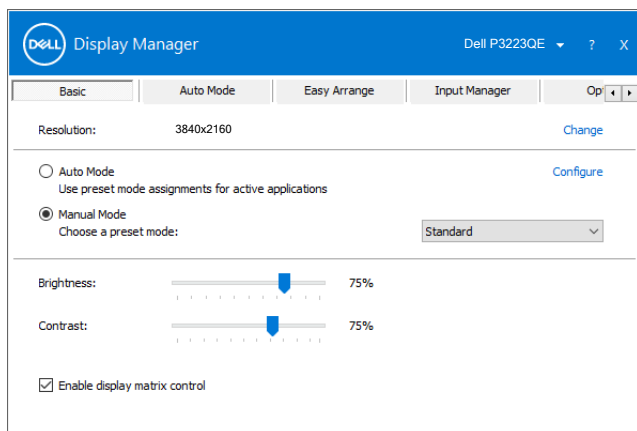 DELL Display Manager Dell P3223QE ? X
Basic Auto Mode Easy Arrange Input Manager Op
Resolution: 3840x2160 Change
Auto Mode Configure
Use preset mode assignments for active applications
Manual Mode
Choose a preset mode: Standard
Brightness: 75%
Contrast: 75%
Enable display matrix control